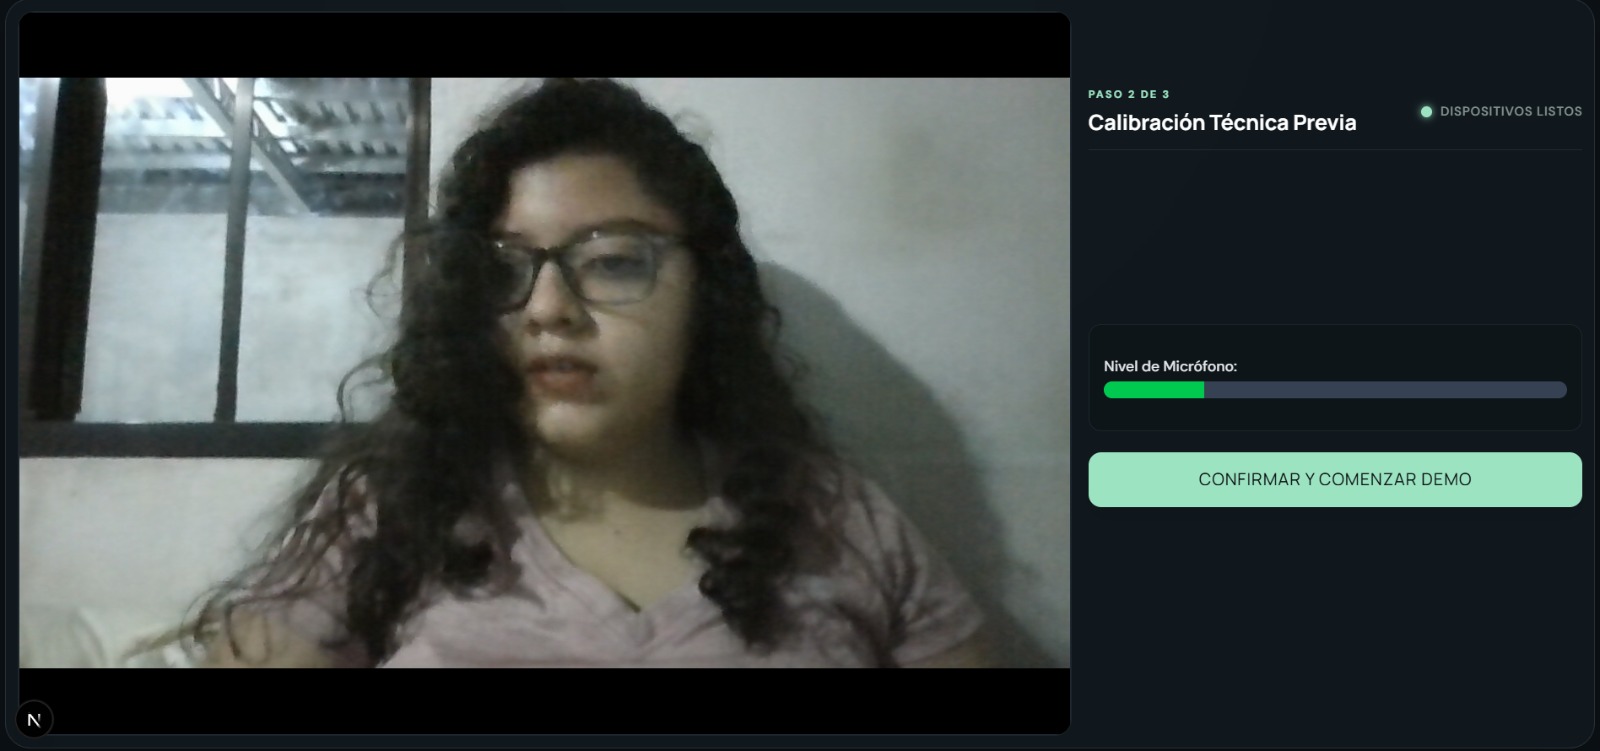 PASO 2 DE 3
Calibración Técnica Previa
DISPOSITIVOS LISTOS
Nivel de Micrófono:
CONFIRMAR Y COMENZAR DEMO
N